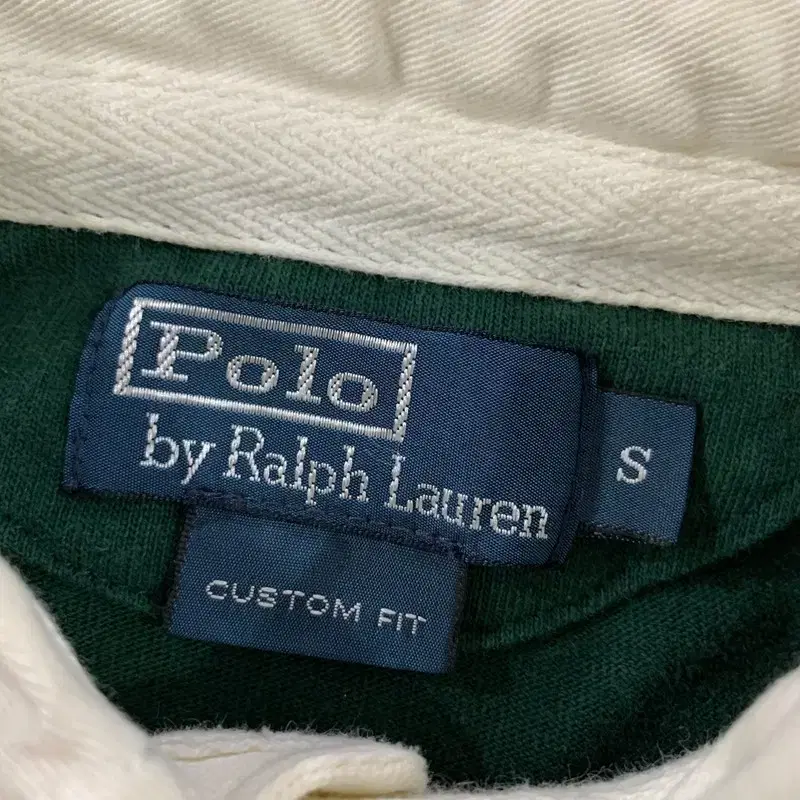 Polo
by Ralph Lauren
S
CUSTOM FIT